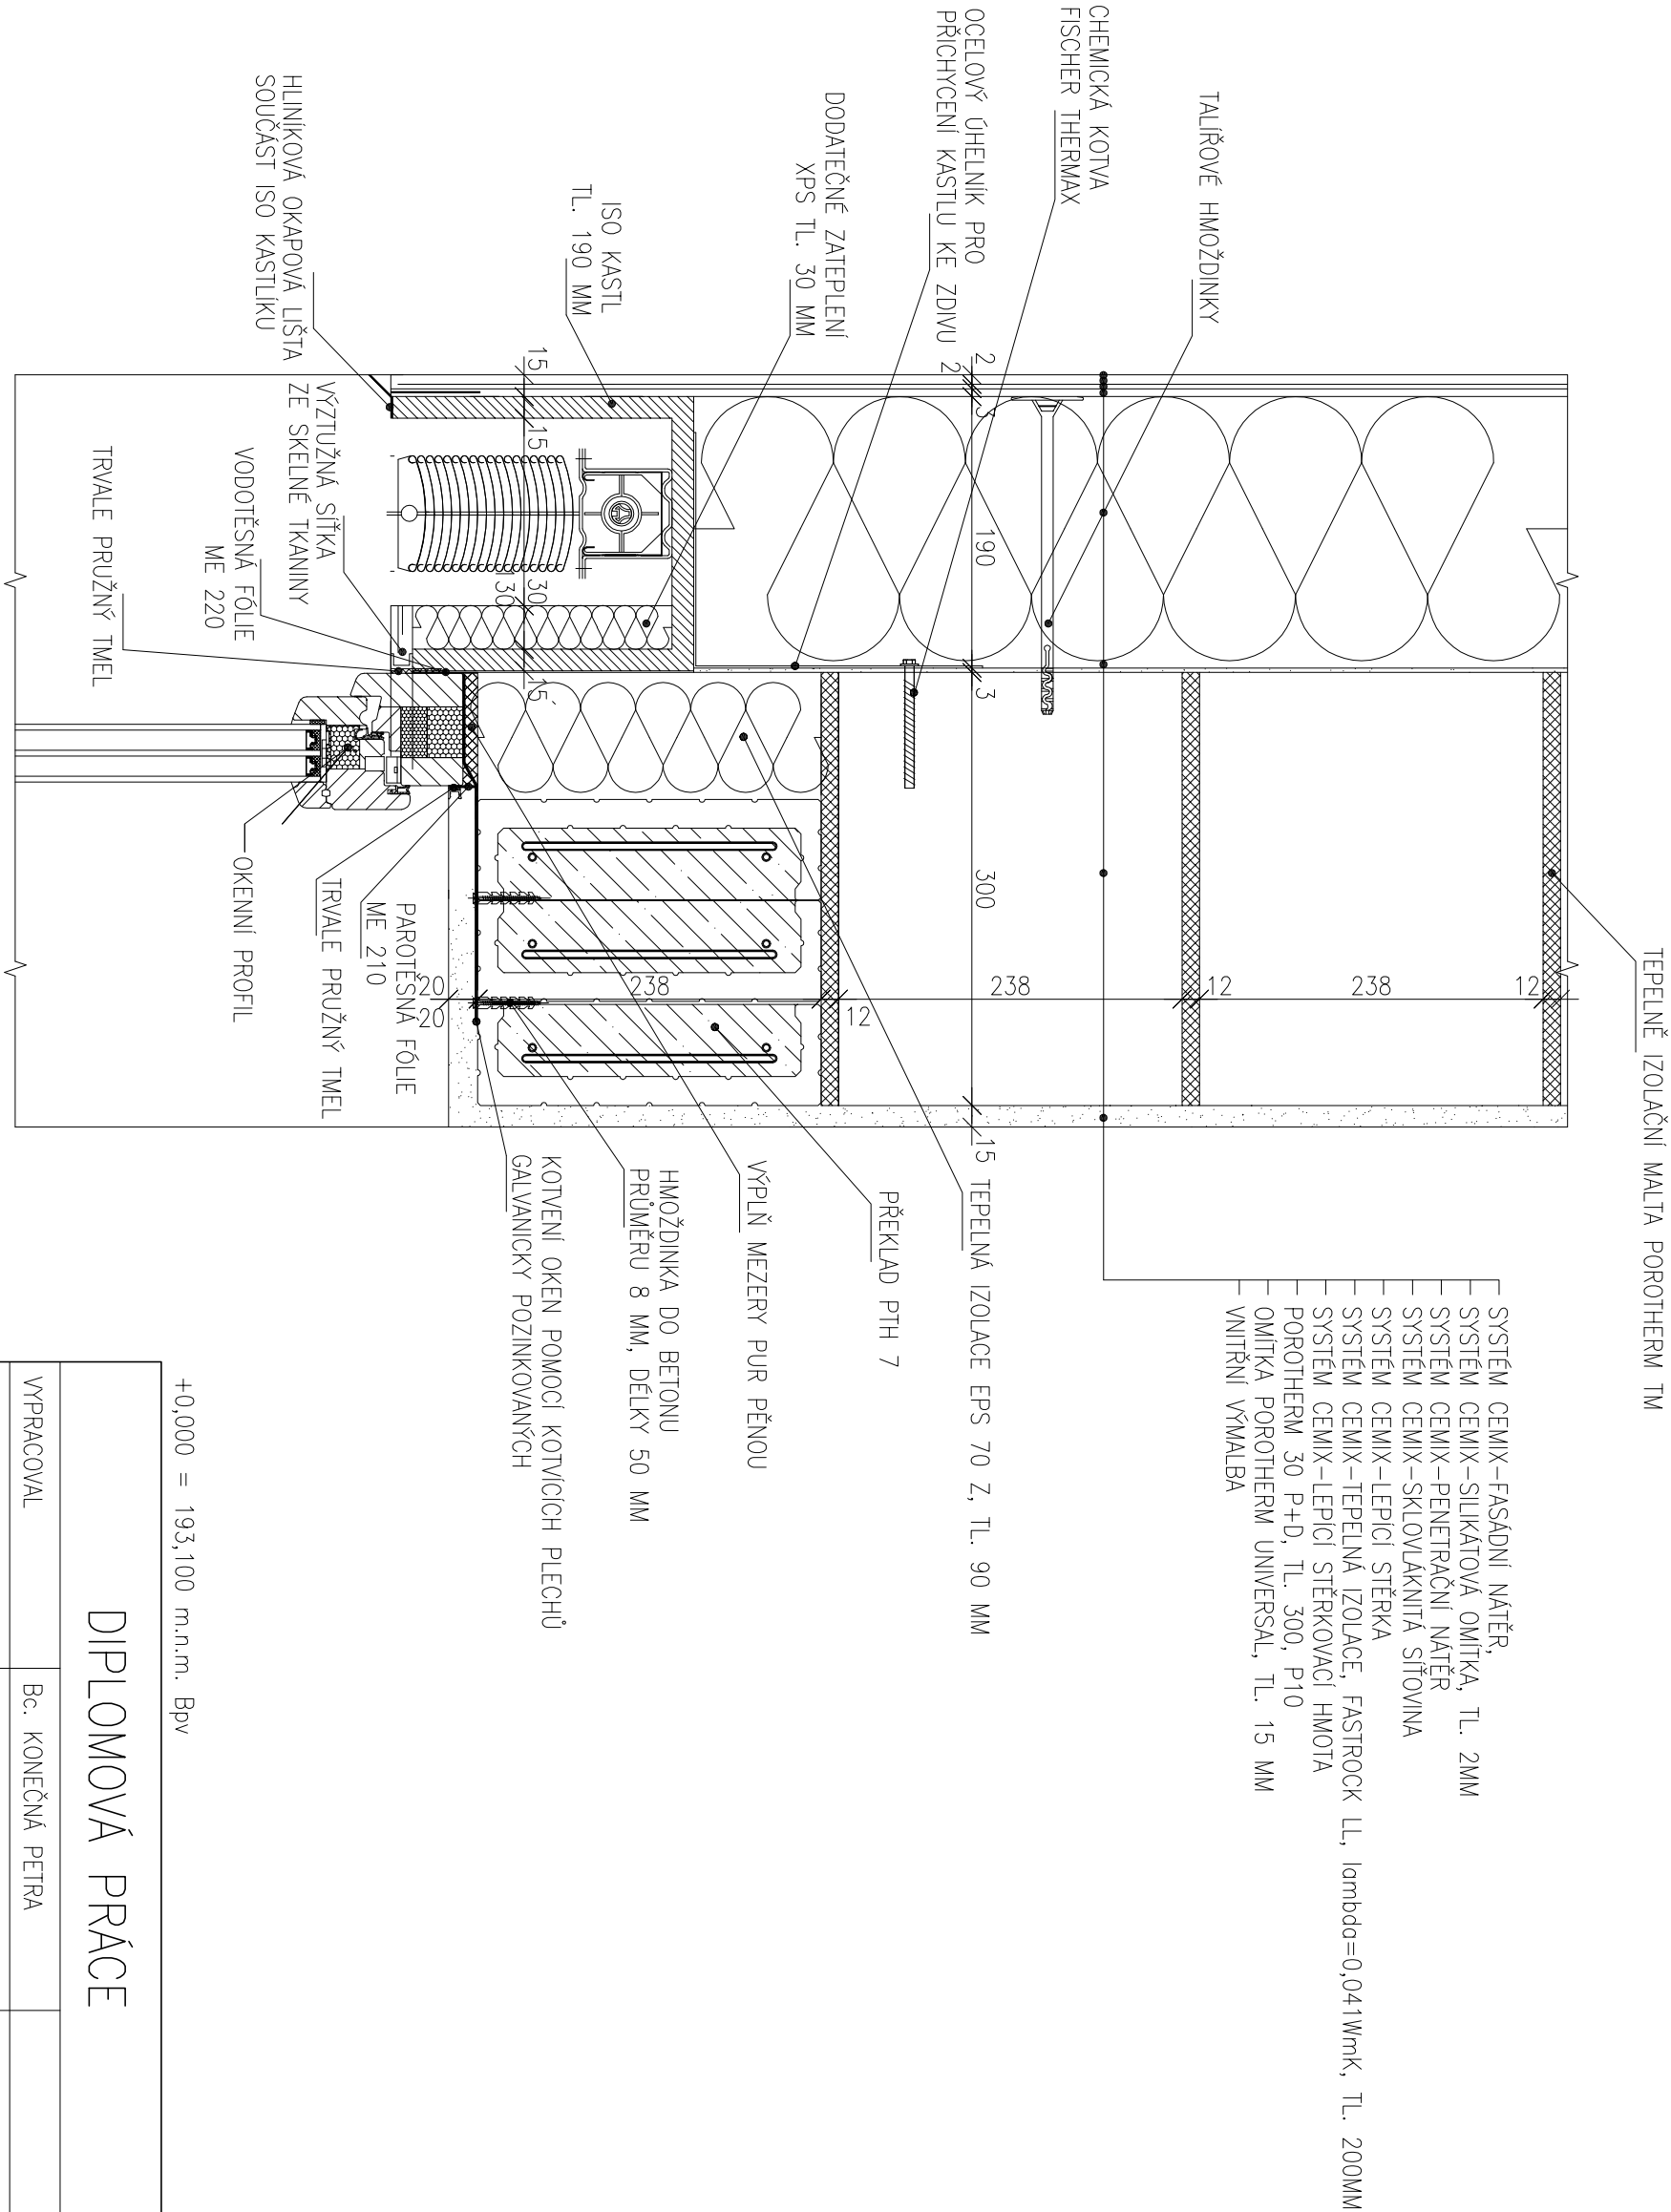 TEPELNĚ IZOLAČNÍ MALTA POROTHERM TM
SYSTÉM CEMIX-FASÁDNÍ NÁTĚR,
SYSTÉM CEMIX-SILIKÁTOVÁ OMÍTKA, TL. 2MM
SYSTÉM CEMIX-PENETRAČNÍ NÁTĚR
SYSTÉM CEMIX-SKLOVLÁKNITÁ SÍŤOVINA
SYSTÉM CEMIX-LEPÍCÍ STĚRKA
SYSTÉM CEMIX-TEPELNÁ IZOLACE, FASTROCK LL, lambda=0,041WmK, TL. 200MM
SYSTÉM CEMIX-LEPÍCÍ STĚRKOVACÍ HMOTA
POROTHERM 30 P+D, TL. 300, P10
OMÍTKA POROTHERM UNIVERSAL, TL. 15 MM
VNITŘNÍ VÝMALBA
TALÍŘOVÉ HMOŽDINKY
CHEMICKÁ KOTVA
FISCHER THERMAX
OCELOVÝ ÚHELNÍK PRO
PŘICHYCENÍ KASTLU KE ZDIVU
DODATEČNÉ ZATEPLENÍ
XPS TL. 30 MM
ISO KASTL
TL. 190 MM
HLINÍKOVÁ OKAPOVÁ LIŠTA
SOUČÁST ISO KASTLÍKU
VÝZTUŽNÁ SÍŤKA
ZE SKELNÉ TKANINY
VODOTĚSNÁ FÓLIE
ME 220
TRVALE PRUŽNÝ TMEL
2
2
3
190
3
300
15
15
15
30
30
15
12
238
12
238
12
238
20
20
TEPELNÁ IZOLACE EPS 70 Z, TL. 90 MM
PŘEKLAD PTH 7
VÝPLŇ MEZERY PUR PĚNOU
HMOŽDINKA DO BETONU
PRŮMĚRU 8 MM, DÉLKY 50 MM
KOTVENÍ OKEN POMOCÍ KOTVÍCÍCH PLECHŮ
GALVANICKY POZINKOVANÝCH
PAROTĚSNÁ FÓLIE
ME 210
TRVALE PRUŽNÝ TMEL
OKENNÍ PROFIL
+0,000 = 193,100 m.n.m. Bpv
DIPLOMOVÁ PRÁCE
VYPRACOVAL
Bc. KONEČNÁ PETRA